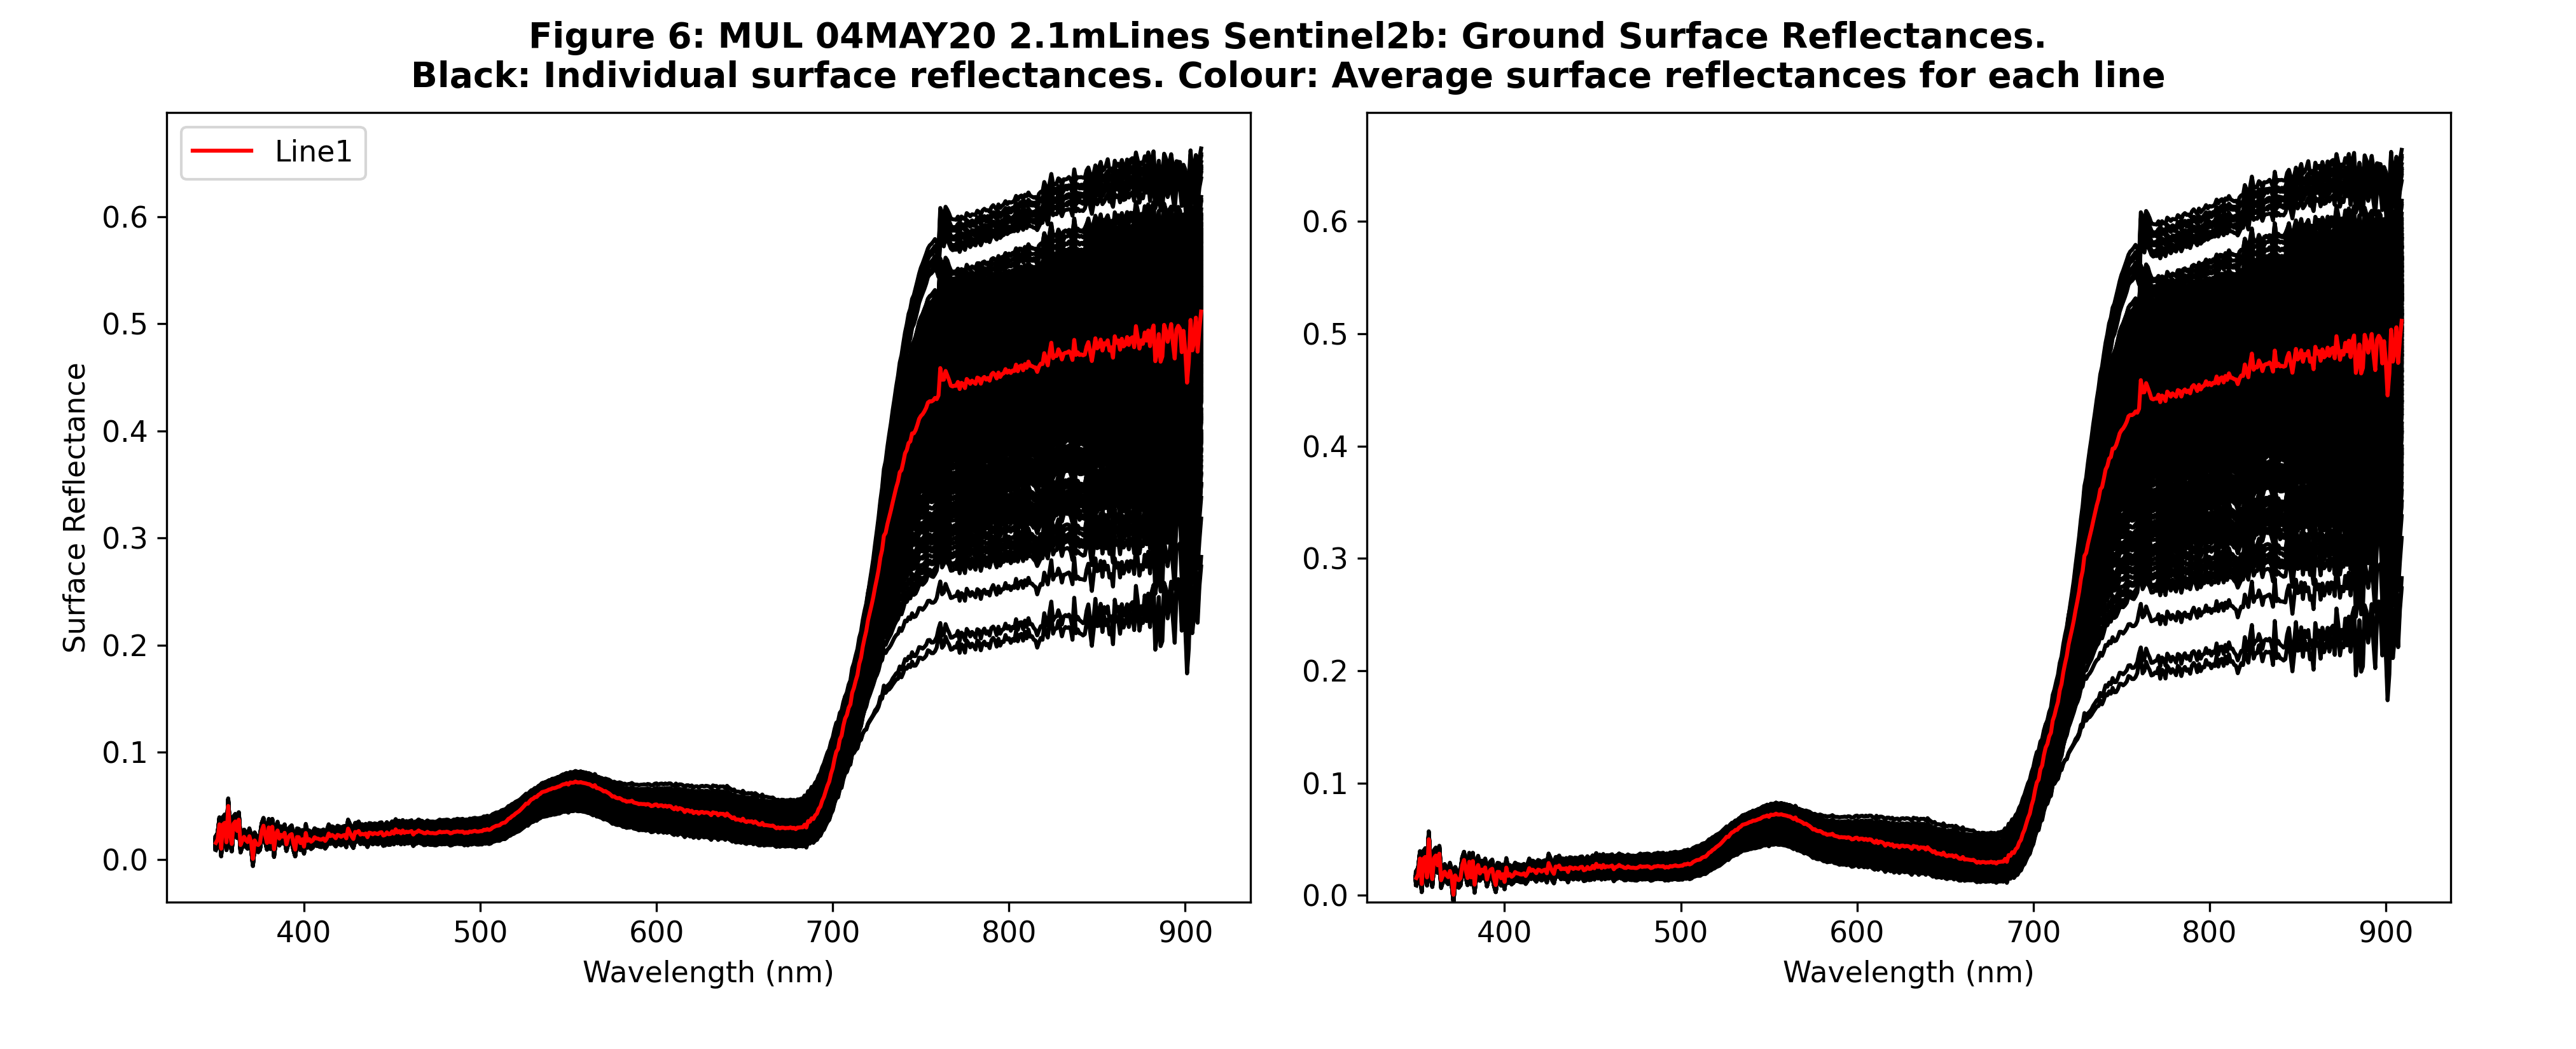 Figure 6: MUL 04MAY20 2.1mLines Sentinel2b: Ground Surface Reflectances.
Black: Individual surface reflectances. Colour: Average surface reflectances for each line
Line1
Surface Reflectance
0.6
0.5
0.4
0.3
0.2
0.1
0.0
400 500 600 700 800 900
Wavelength (nm)
0.6
0.5
0.4
0.3
0.2
0.1
0.0
400 500 600 700 800 900
Wavelength (nm)